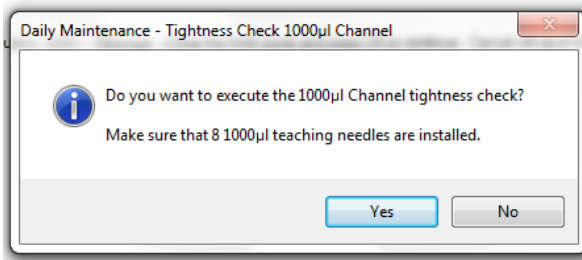 Daily Maintenance - Tightness Check 1000µl Channel
Do you want to execute the 1000µl Channel tightness check?
Make sure that 8 1000µl teaching needles are installed.
Yes
No